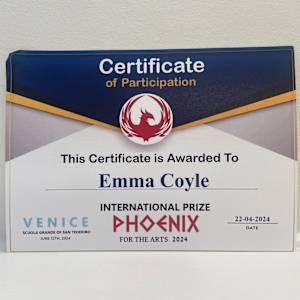 Certificate
of Participation
This Certificate is Awarded To
Emma Coyle
INTERNATIONAL PRIZE
PHOENIX
FOR THE ARTS 2024
VENICE
SCUOLA GRANDE OF SAN TEODORO
JUNE 12TH, 2024
22-04-2024
DATE